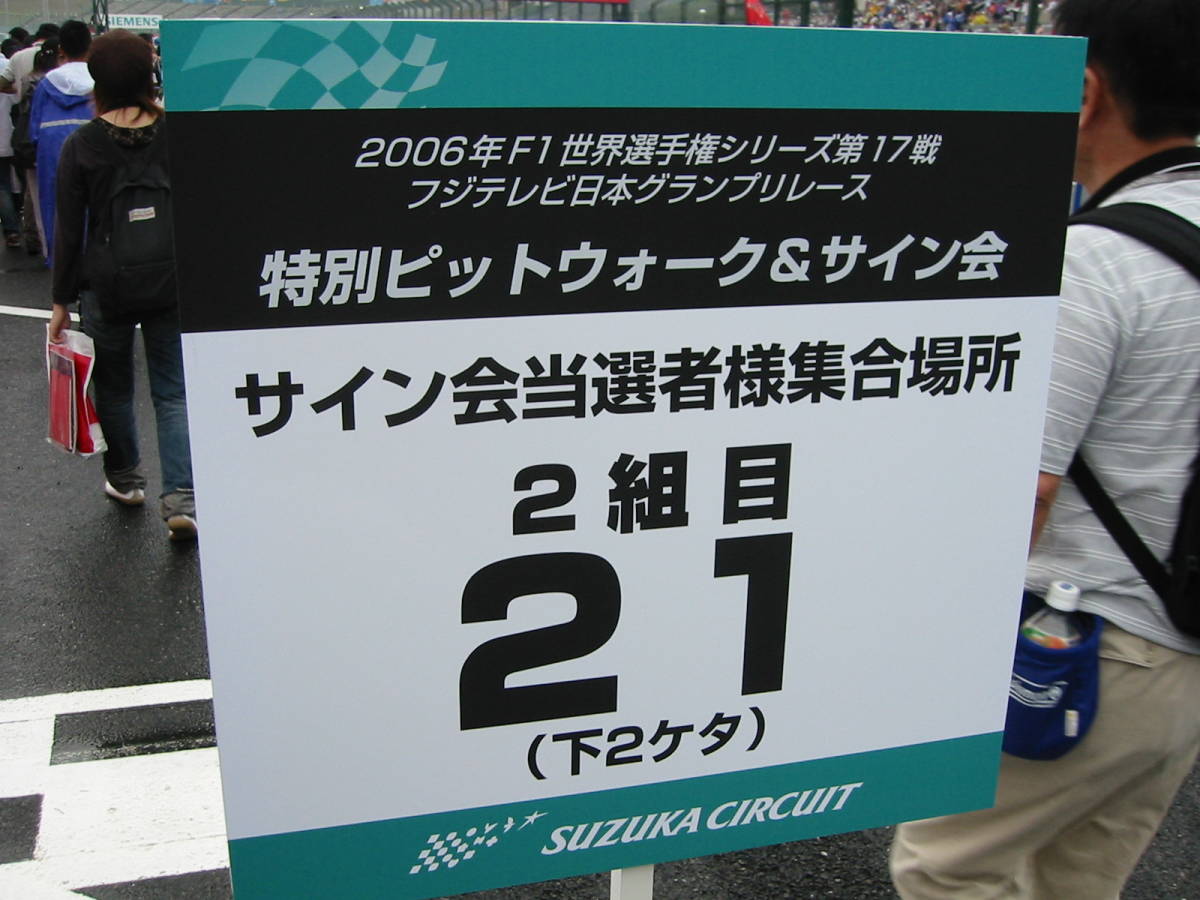 SIEMENS
2006年F1世界選手権シリーズ第17戦
フジテレビ日本グランプリレース
特別ピットウォーク&サイン会
サイン会当選者様集合場所
2組目
21
(下2ケタ)
SUZUKA CIRCUIT